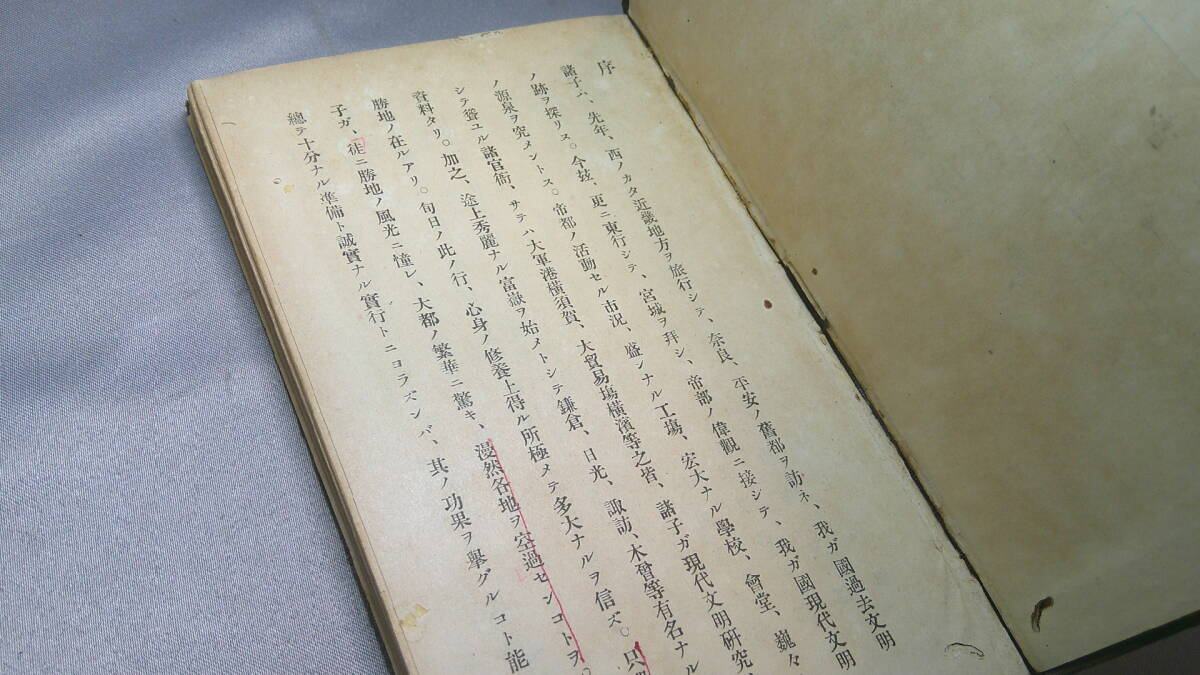 序
諸子ハ、先年、西ノカタ近畿地方ヲ旅行シテ、奈良、平安ノ舊都ヲ訪ネ、我ガ國過去文明
ノ跡ヲ探リヌ。今玆、更ニ東行シテ、宮城ヲ拜シ、帝都ノ偉觀ニ接シテ、我ガ國現代文明
ノ源泉ヲ究メントス。帝都ノ活動セル市況、盛ンナル工場、宏大ナル學校、會堂、巍々
シテ聳ユル諸官衙、サテハ大軍港横須賀、大貿易塲横濱等之皆、諸子ガ現代文明研究
資料タリ。加之、途上秀麗ナル富嶽ヲ始メトシテ鎌倉、日光、諏訪、木曾等有名ナル
勝地ノ在ルアリ。旬日ノ此ノ行、心身ノ修養上得ル所極メテ多大ナルヲ信ズ。只
子ガ、徒ニ勝地ノ風光ニ憧レ、大都ノ繁華ニ驚キ、漫然各地ヲ空過センコトヲ。
總テ十分ナル準備ト誠實ナル實行トニヨラズンバ、其ノ功果ヲ擧グルコト能